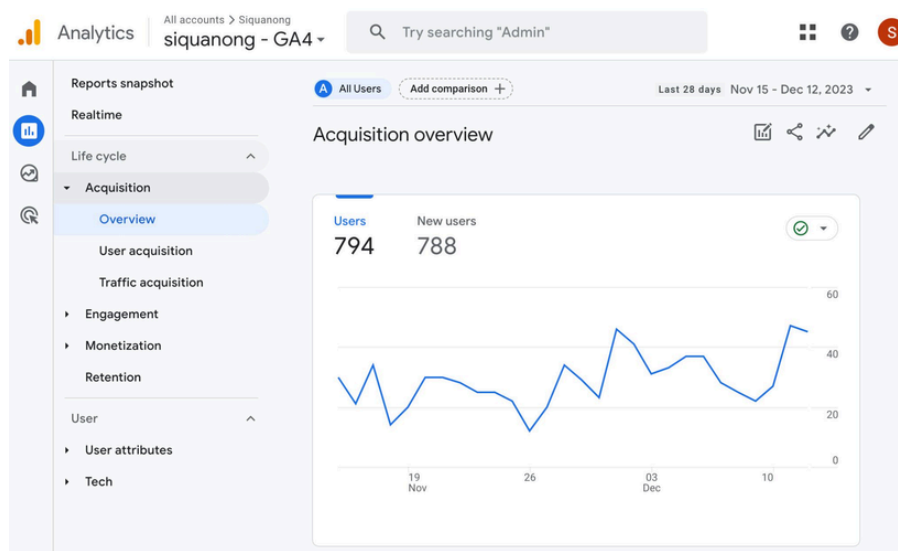 All accounts > Siquanong
Analytics
siquanong - GA4
Try searching "Admin"
S
Reports snapshot
Realtime
Life cycle
Acquisition
Overview
User acquisition
Traffic acquisition
Engagement
Monetization
Retention
User
User attributes
Tech
A All Users
Add comparison +
Last 28 days Nov 15 - Dec 12, 2023
Acquisition overview
Users
New users
794
788
60
40
20
0
19 26 03 10
Nov Dec